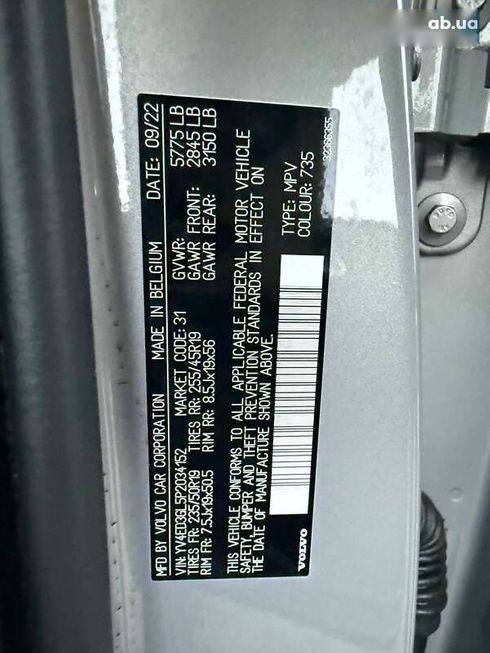 ab.ua
MFD BY VOLVO CAR CORPORATION MADE IN BELGIUM DATE: 09/22
VIN: YV4ED3GL5P2034152 MARKET CODE: 31 GVWR: 5775 LB
TIRES FR: 235/50R19 TIRES RR: 255/45R19 GAWR FRONT: 2845 LB
RIM FR: 7.5Jx19x50.5 RIM RR: 8.5Jx19x56 GAWR REAR: 3150 LB
THIS VEHICLE CONFORMS TO ALL APPLICABLE FEDERAL MOTOR VEHICLE
SAFETY, BUMPER AND THEFT PREVENTION STANDARDS IN EFFECT ON
THE DATE OF MANUFACTURE SHOWN ABOVE.
TYPE: MPV
COLOUR: 735
VOLVO
32386355